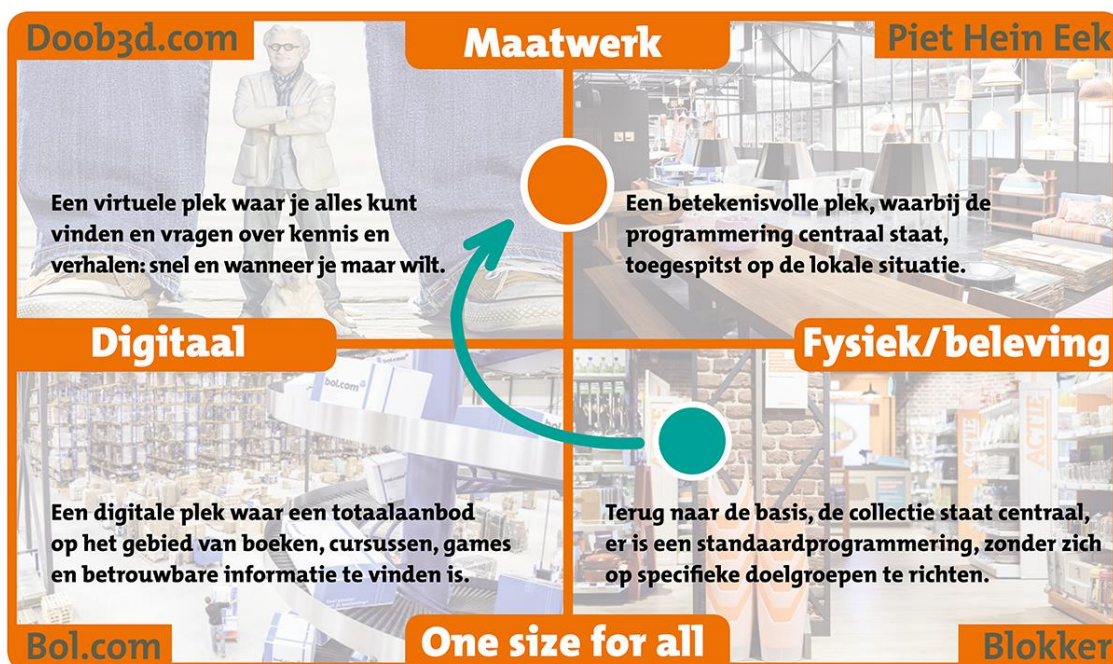 Doob3d.com
Maatwerk
Piet Hein Eek
Een virtuele plek waar je alles kunt
vinden en vragen over kennis en
verhalen: snel en wanneer je maar wilt.
Een betekenisvolle plek, waarbij de
programmering centraal staat,
toegespitst op de lokale situatie.
Digitaal
Fysiek/beleving
bol.com
ACTIE
ACTIE
Een digitale plek waar een totaalaanbod
op het gebied van boeken, cursussen, games
en betrouwbare informatie te vinden is.
Terug naar de basis, de collectie staat centraal,
er is een standaardprogrammering, zonder zich
op specifieke doelgroepen te richten.
Bol.com
One size for all
Blokker